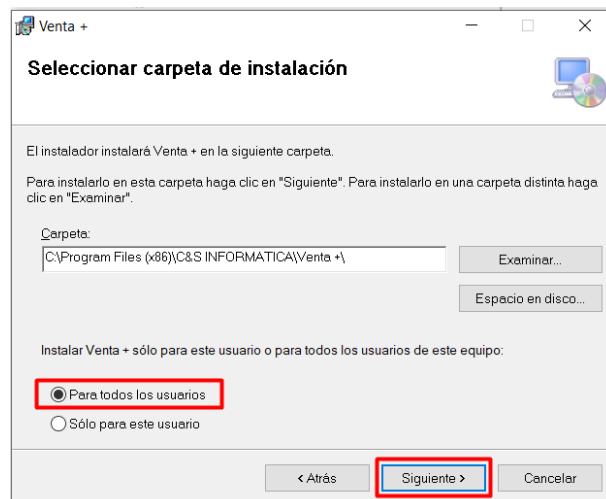 Venta +
Seleccionar carpeta de instalación
El instalador instalará Venta + en la siguiente carpeta.
Para instalarlo en esta carpeta haga clic en "Siguiente". Para instalarlo en una carpeta distinta haga
clic en "Examinar".
Carpeta:
C:\Program Files (x86)\C&S INFORMATICA\Venta +\
Examinar...
Espacio en disco...
Instalar Venta + sólo para este usuario o para todos los usuarios de este equipo:
Para todos los usuarios
Sólo para este usuario
< Atrás
Siguiente >
Cancelar